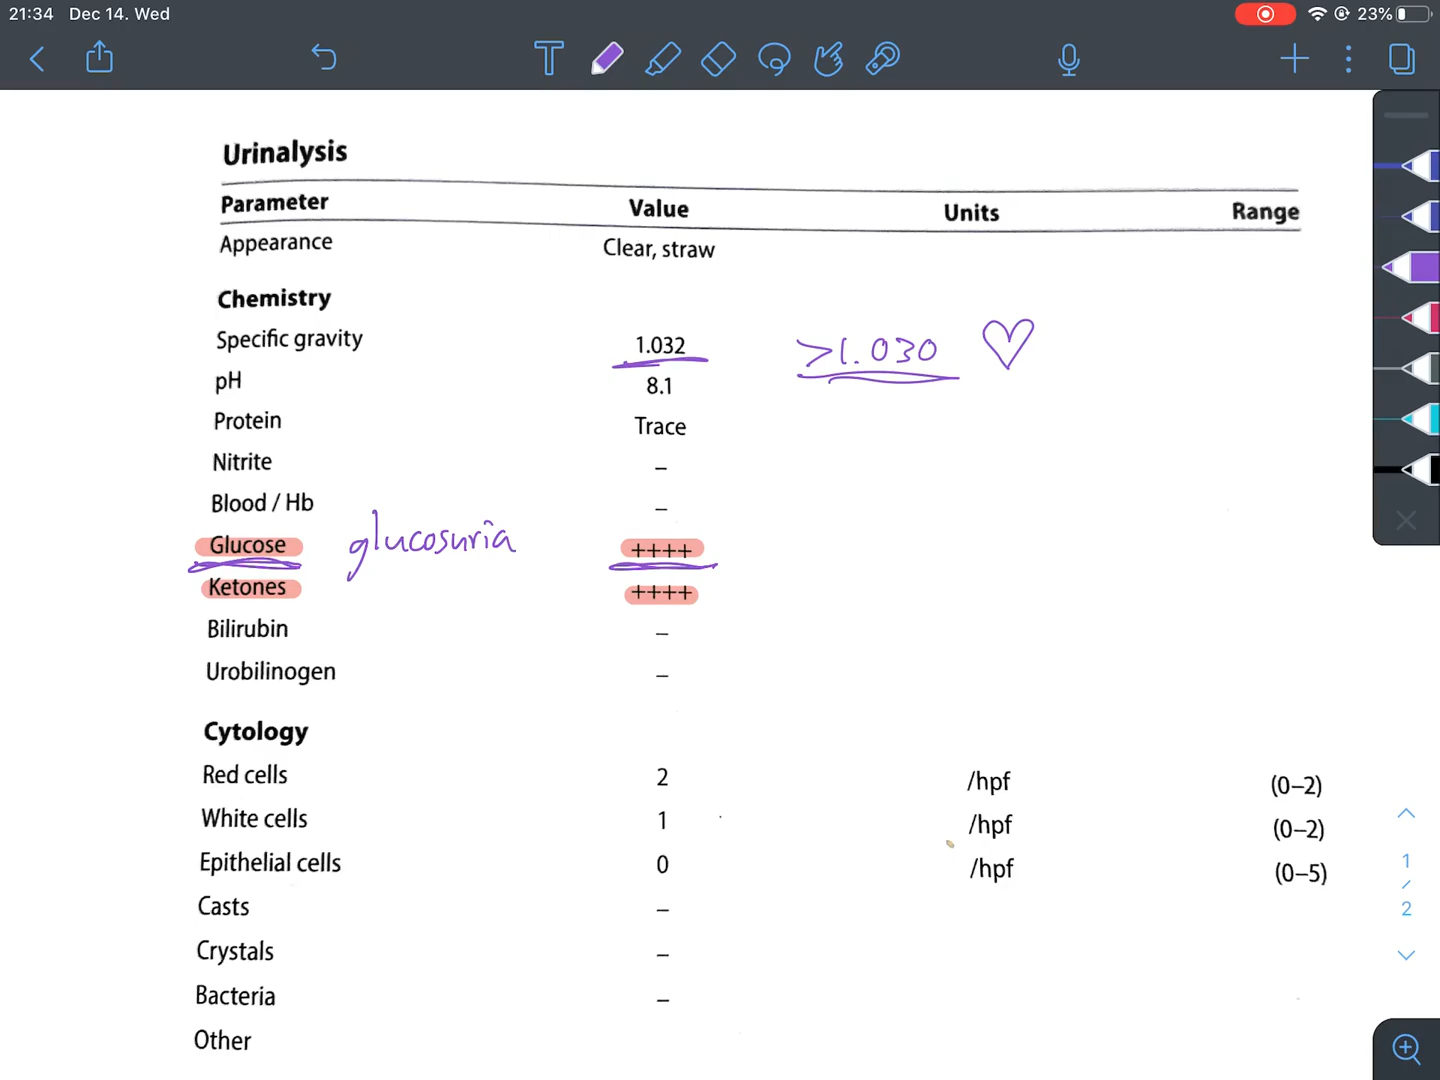 21:34 Dec 14. Wed 23%
T
Urinalysis
Parameter Value Units Range
Appearance Clear, straw
Chemistry
Specific gravity 1.032 >1.030 ♡
pH 8.1
Protein Trace
Nitrite –
Blood / Hb –
Glucose glucosuria ++++
Ketones ++++
Bilirubin –
Urobilinogen –
Cytology
Red cells 2 /hpf (0–2)
White cells 1 /hpf (0–2)
Epithelial cells 0 /hpf (0–5)
Casts –
Crystals –
Bacteria –
Other
1
/
2